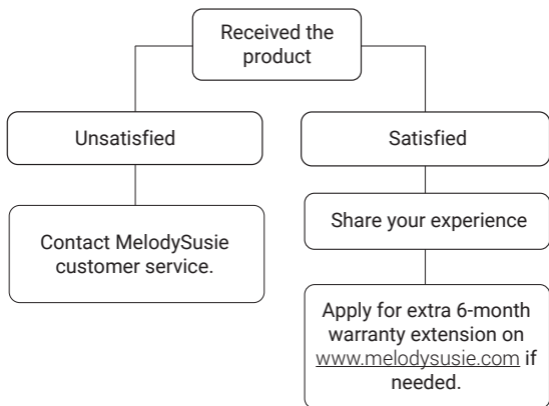 Received the
product
Unsatisfied
Satisfied
Contact MelodySusie
customer service.
Share your experience
Apply for extra 6-month
warranty extension on
www.melodysusie.com if
needed.